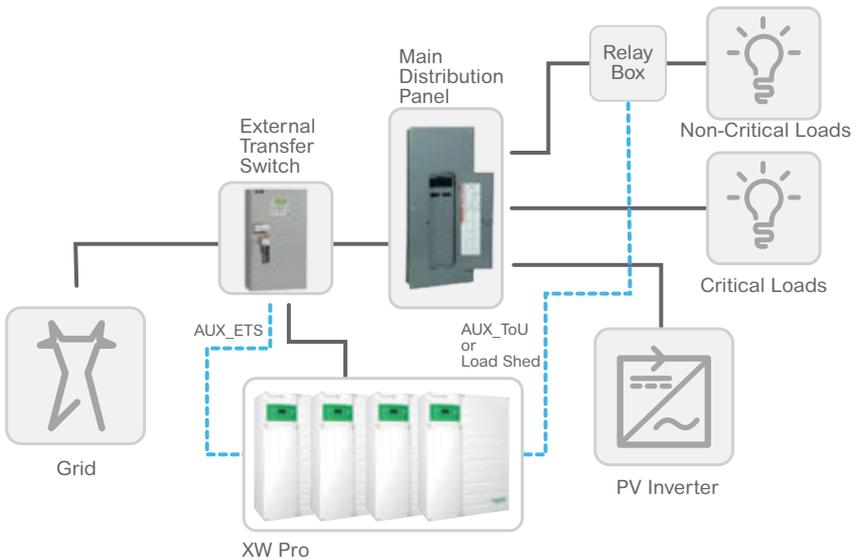 Main
Distribution
Panel
Relay
Box
Non-Critical Loads
External
Transfer
Switch
Critical Loads
AUX_ETS
AUX_ToU
or
Load Shed
Grid
PV Inverter
XW Pro